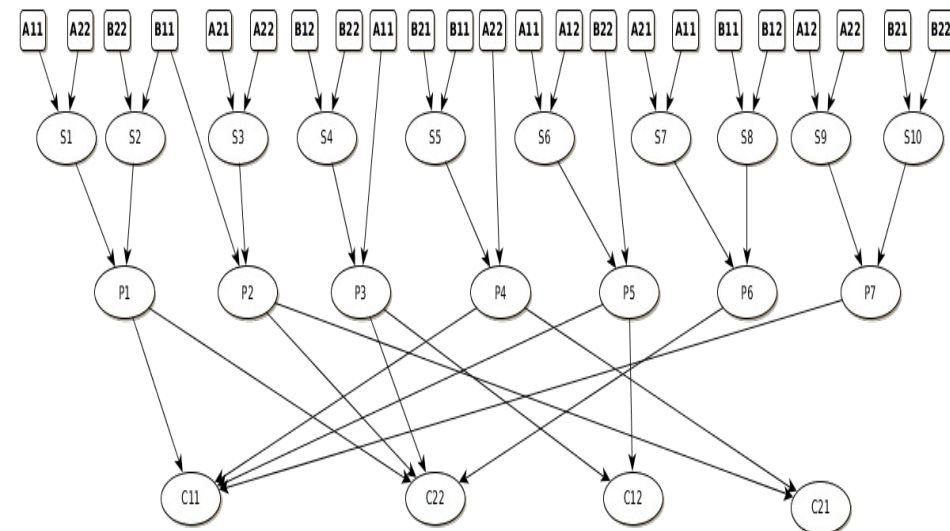 A11 A22 B22 B11 A21 A22 B12 B22 A11 B21 B11 A22 A11 A12 B22 A21 A11 B11 B12 A12 A22 B21 B22
S1 S2 S3 S4 S5 S6 S7 S8 S9 S10
P1 P2 P3 P4 P5 P6 P7
C11 C22 C12 C21